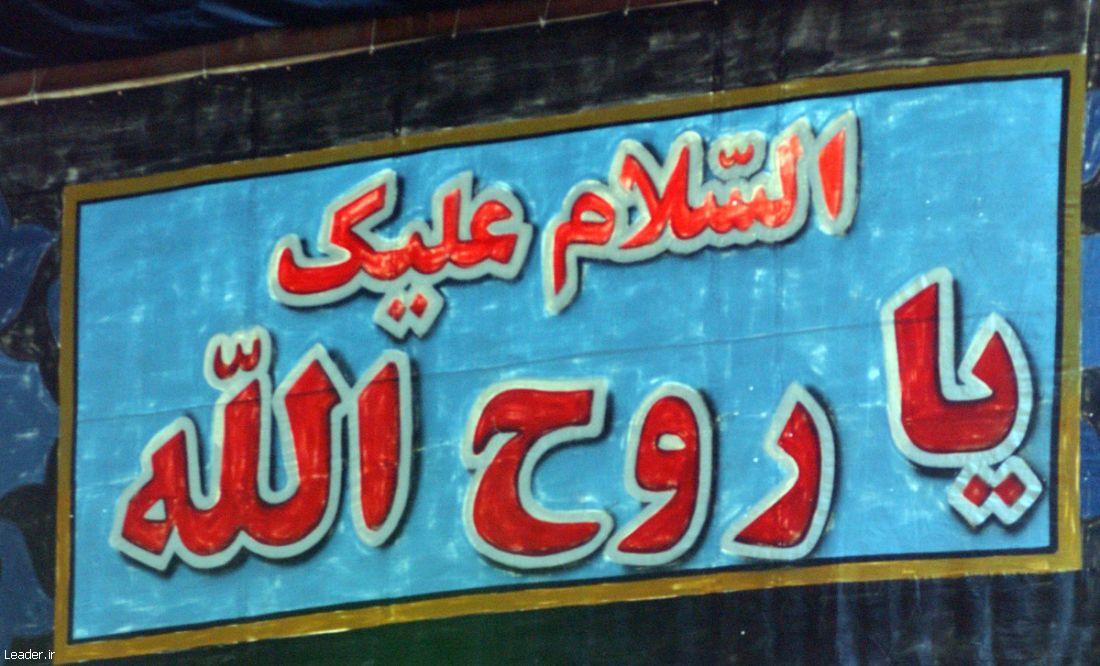 السّلام علیک
یا روح اللّه
Leader.ir